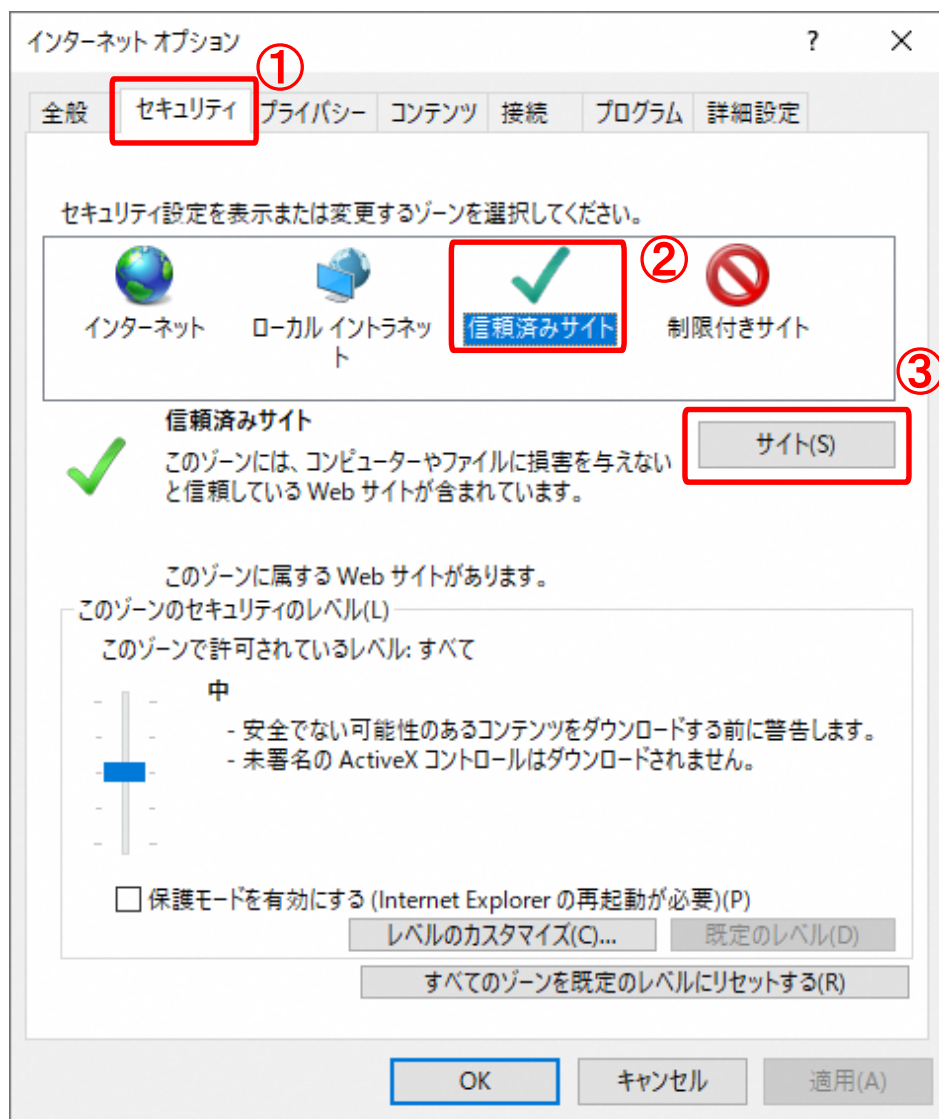 インターネット オプション
?
①
全般 セキュリティ プライバシー コンテンツ 接続 プログラム 詳細設定
セキュリティ設定を表示または変更するゾーンを選択してください。
②
インターネット ローカル イントラネッ 信頼済みサイト 制限付きサイト
ト
③
信頼済みサイト
サイト(S)
このゾーンには、コンピューターやファイルに損害を与えない
と信頼している Web サイトが含まれています。
このゾーンに属する Web サイトがあります。
このゾーンのセキュリティのレベル(L)
このゾーンで許可されているレベル: すべて
中
- 安全でない可能性のあるコンテンツをダウンロードする前に警告します。
- 未署名の ActiveX コントロールはダウンロードされません。
保護モードを有効にする (Internet Explorer の再起動が必要)(P)
レベルのカスタマイズ(C)... 既定のレベル(D)
すべてのゾーンを既定のレベルにリセットする(R)
OK キャンセル 適用(A)